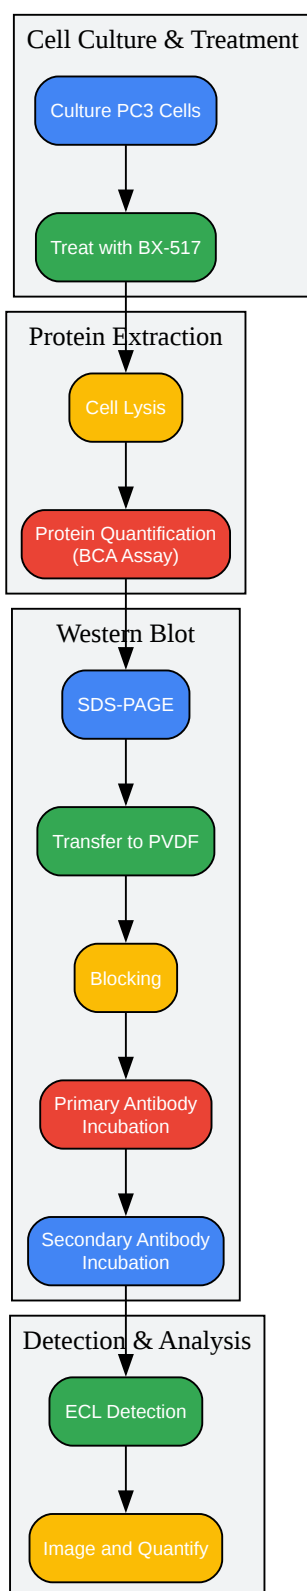 Cell Culture & Treatment
Culture PC3 Cells
Treat with BX-517
Protein Extraction
Cell Lysis
Protein Quantification
(BCA Assay)
Western Blot
SDS-PAGE
Transfer to PVDF
Blocking
Primary Antibody
Incubation
Secondary Antibody
Incubation
Detection & Analysis
ECL Detection
Image and Quantify